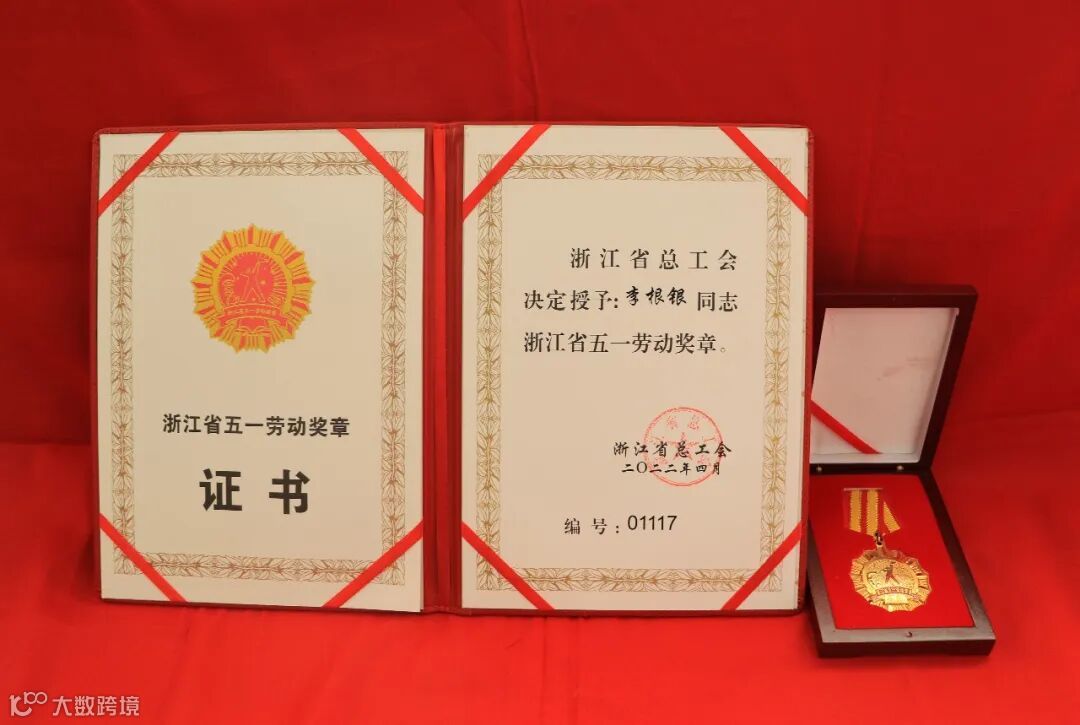 浙江省五一劳动奖章
证书
浙江省总工会
决定授予：李根银 同志
浙江省五一劳动奖章。
浙江省总工会
二〇二二年四月
编号：01117
大数跨境